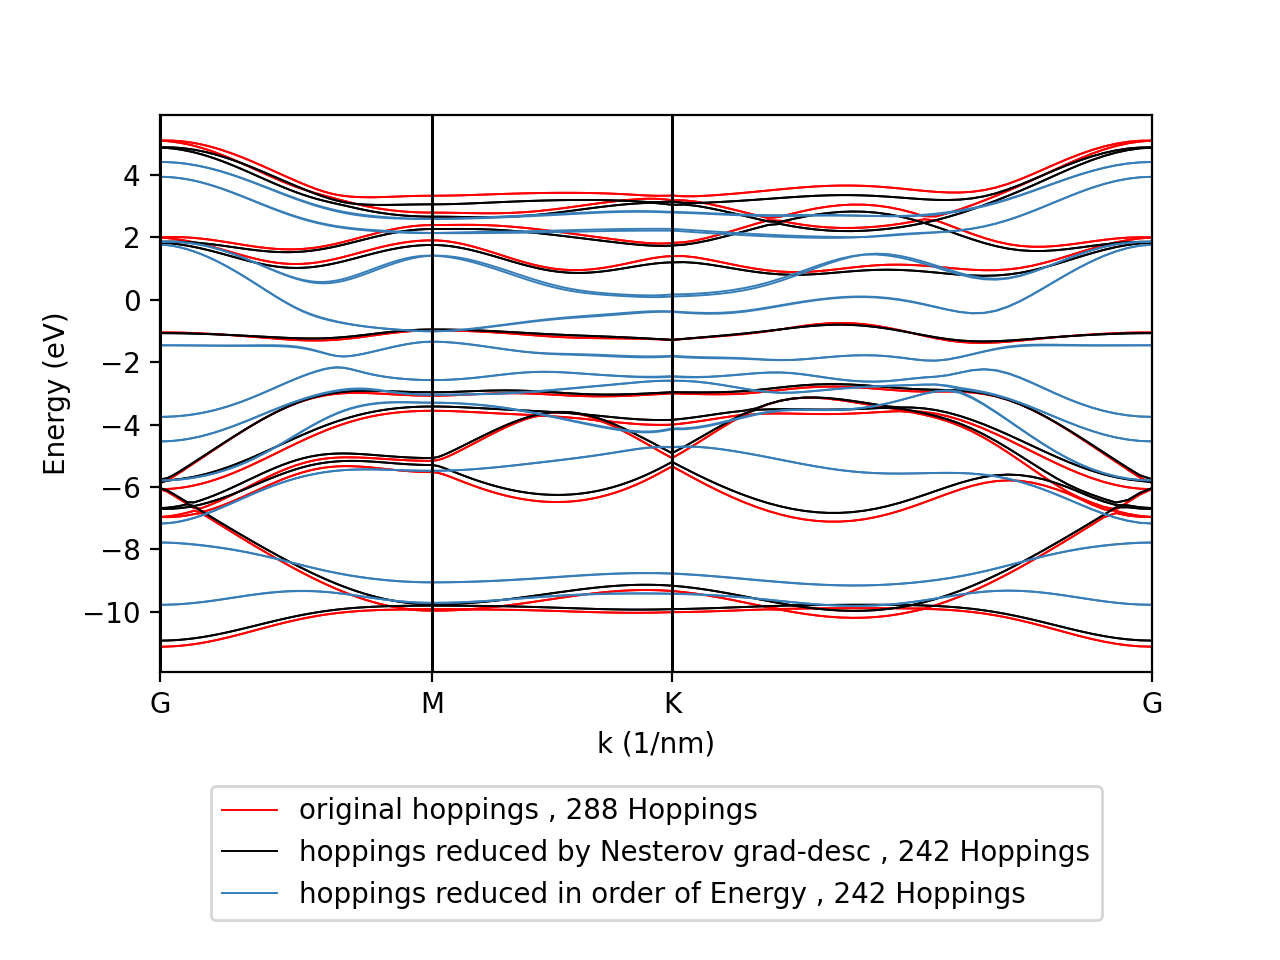 4
2
0
−2
−4
−6
−8
−10
Energy (eV)
G M K G
k (1/nm)
original hoppings , 288 Hoppings
hoppings reduced by Nesterov grad-desc , 242 Hoppings
hoppings reduced in order of Energy , 242 Hoppings